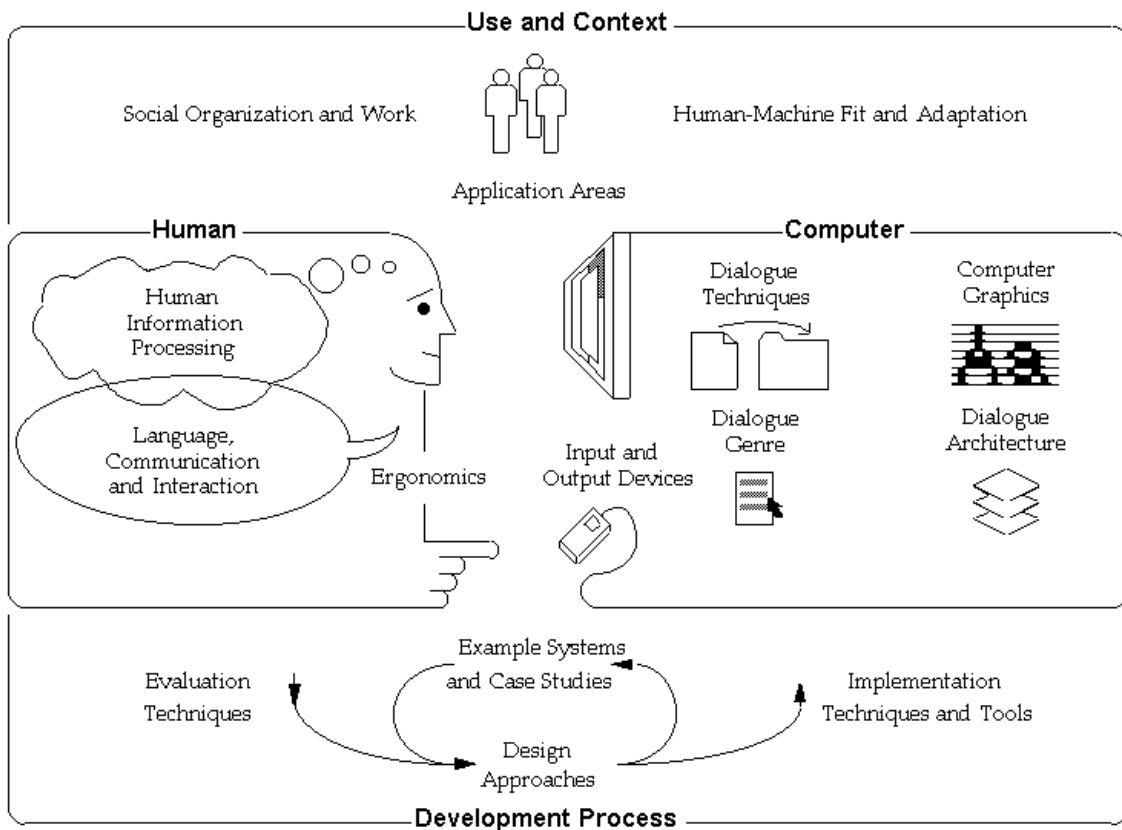 Use and Context
Social Organization and Work
Human-Machine Fit and Adaptation
Application Areas
Human
Human
Information
Processing
Language,
Communication
and Interaction
Ergonomics
Computer
Dialogue
Techniques
Computer
Graphics
Dialogue
Genre
Dialogue
Architecture
Input and
Output Devices
Example Systems
and Case Studies
Evaluation
Techniques
Implementation
Techniques and Tools
Design
Approaches
Development Process